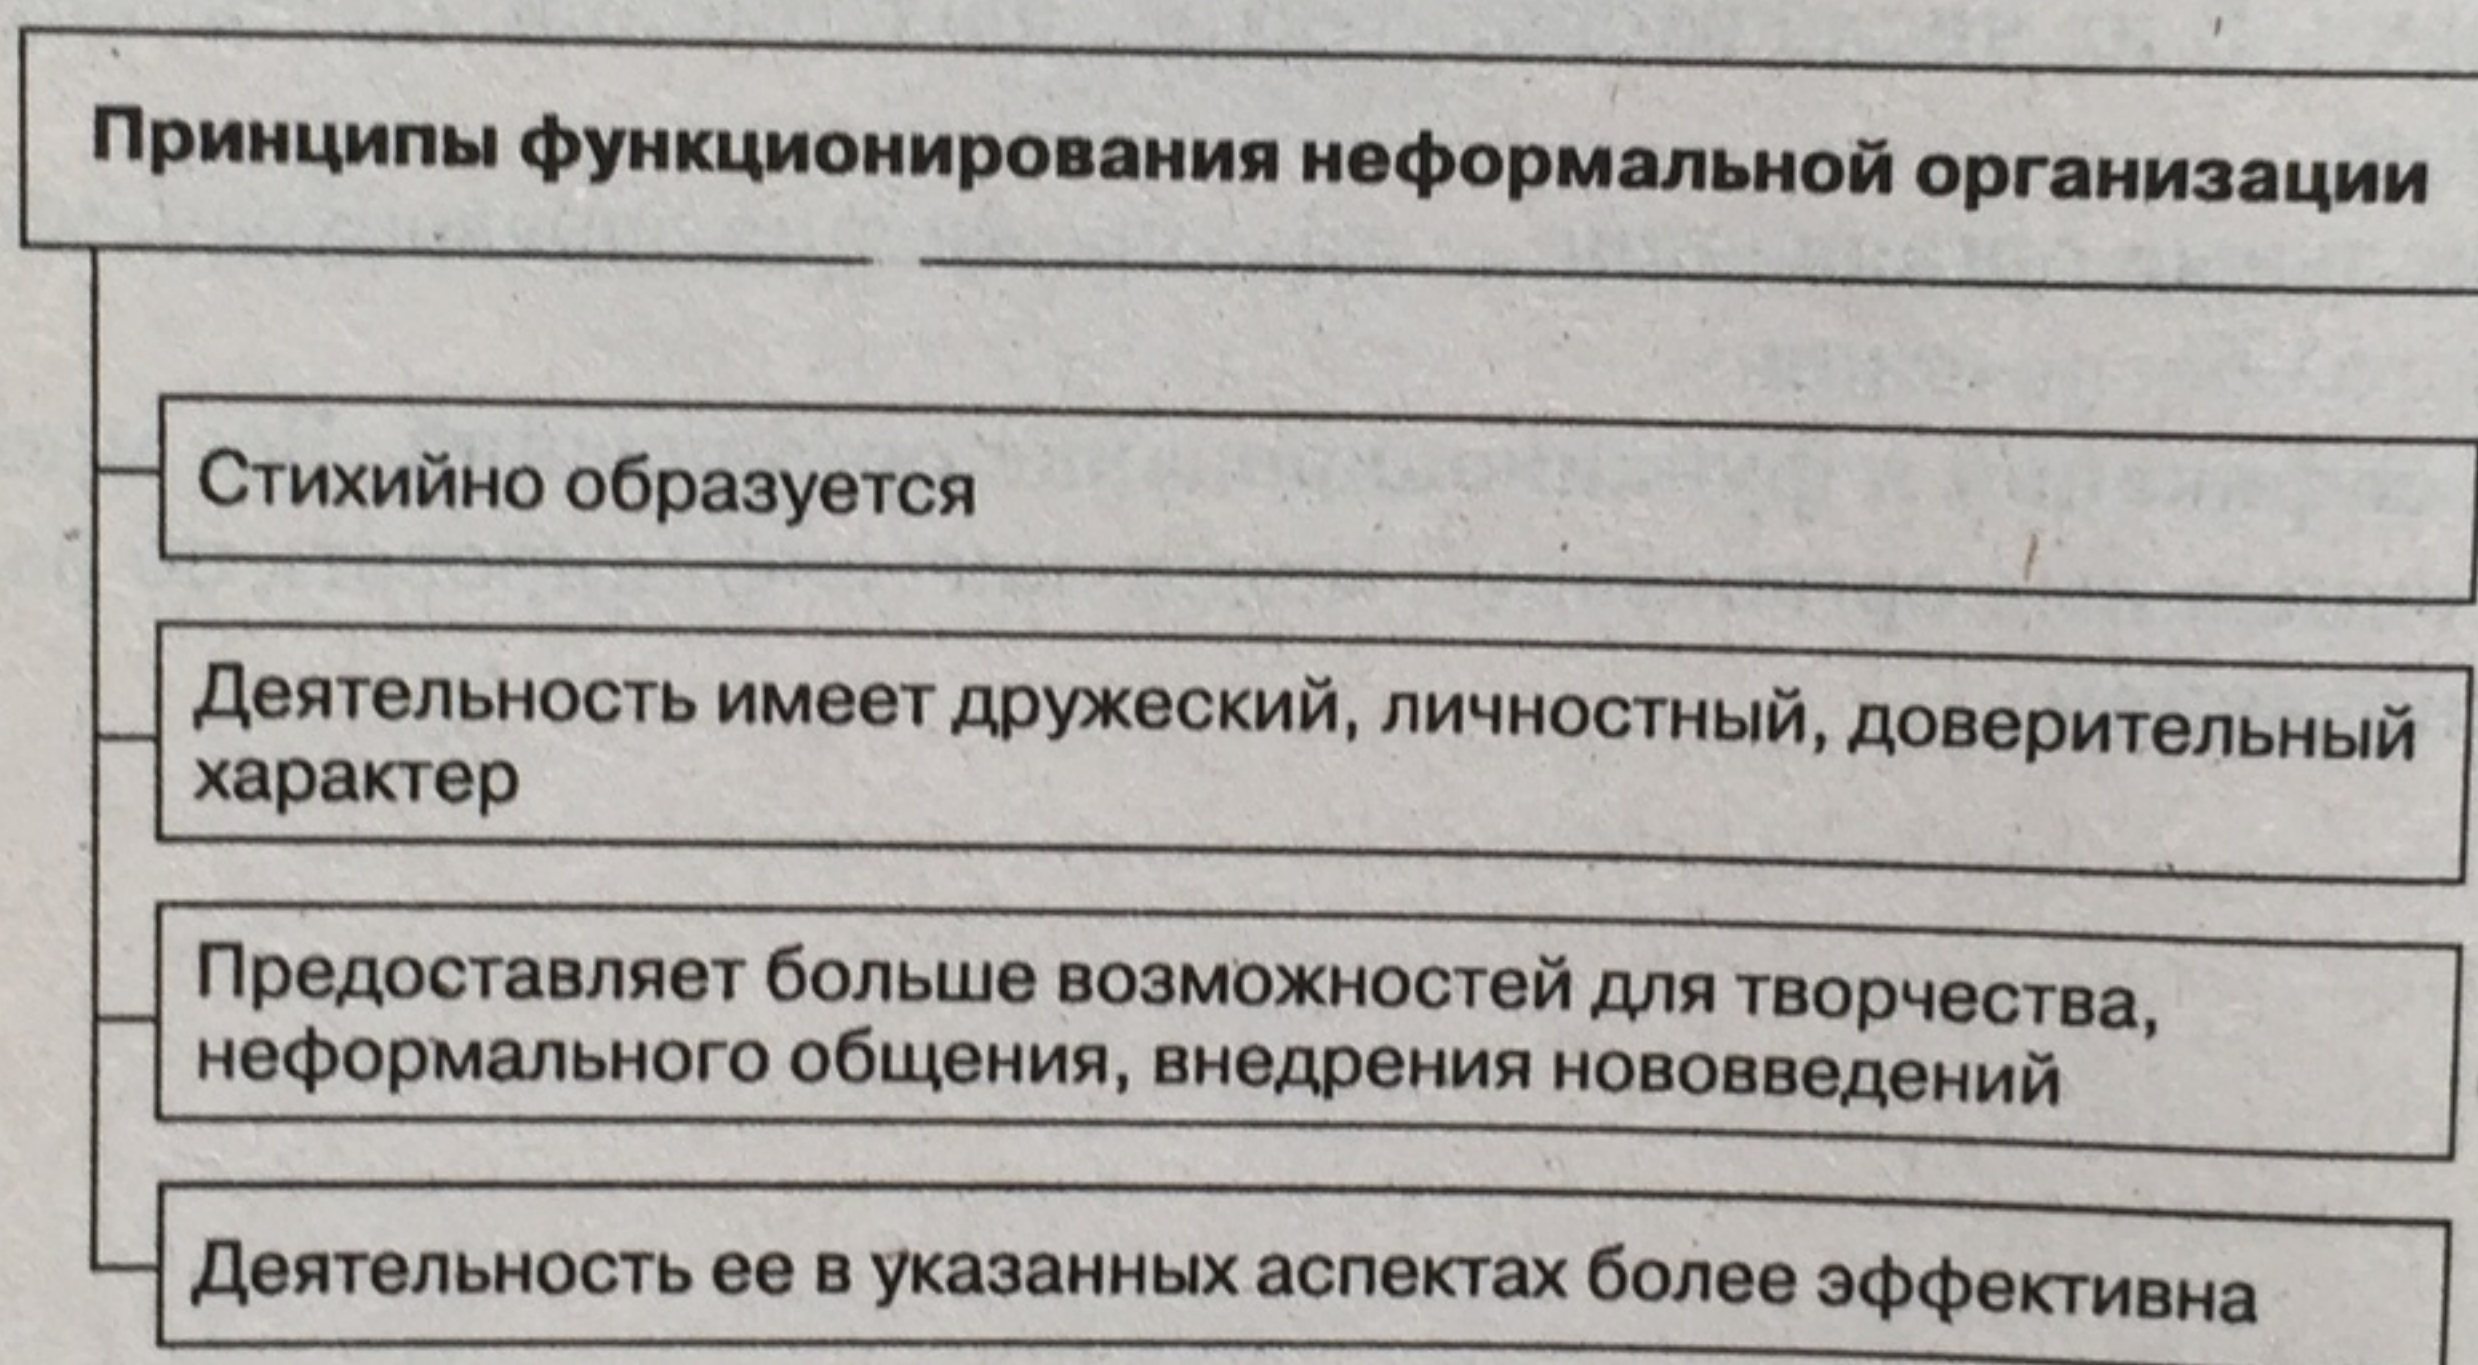 Принципы функционирования неформальной организации
Стихийно образуется
Деятельность имеет дружеский, личностный, доверительный
характер
Предоставляет больше возможностей для творчества,
неформального общения, внедрения нововведений
Деятельность ее в указанных аспектах более эффективна